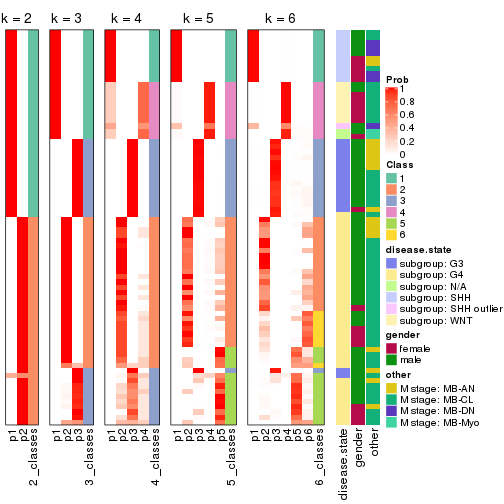 k = 2 k = 3 k = 4 k = 5 k = 6
Prob
1
0.8
0.6
0.4
0.2
0
Class
1
2
3
4
5
6
disease.state
subgroup: G3
subgroup: G4
subgroup: N/A
subgroup: SHH
subgroup: SHH outlier
subgroup: WNT
gender
female
male
other
M stage: MB-AN
M stage: MB-CL
M stage: MB-DN
M stage: MB-Myo
p1 p2 2_classes p1 p2 p3 3_classes p1 p2 p3 p4 4_classes p1 p2 p3 p4 p5 5_classes p1 p2 p3 p4 p5 p6 6_classes disease.state gender other